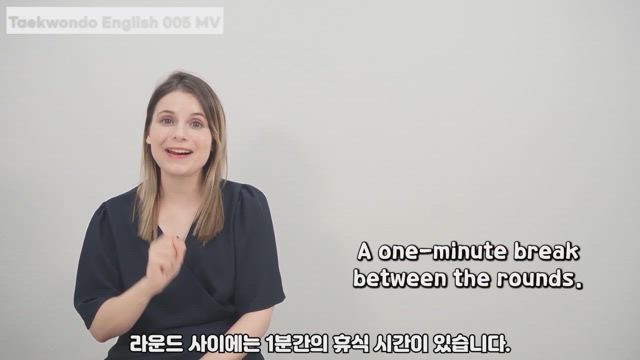 Taekwondo English 005 MV
A one-minute break
between the rounds.
라운드 사이에는 1분간의 휴식 시간이 있습니다.